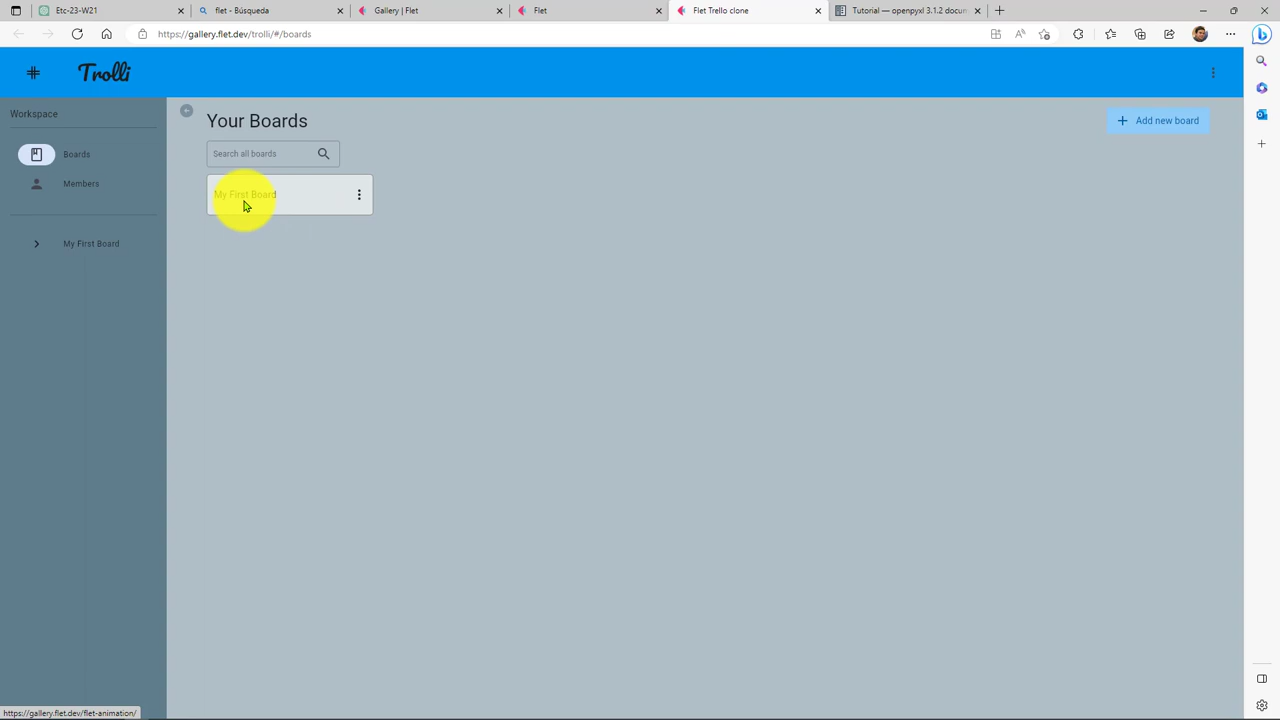 Etc-23-W21
flet - Búsqueda
Gallery | Flet
Flet
Flet Trello clone
Tutorial — openpyxl 3.1.2 docum
https://gallery.flet.dev/trolli/#/boards
Trolli
Workspace
Your Boards
Add new board
Boards
Search all boards
Members
My First Board
My First Board
https://gallery.flet.dev/flet-animation/